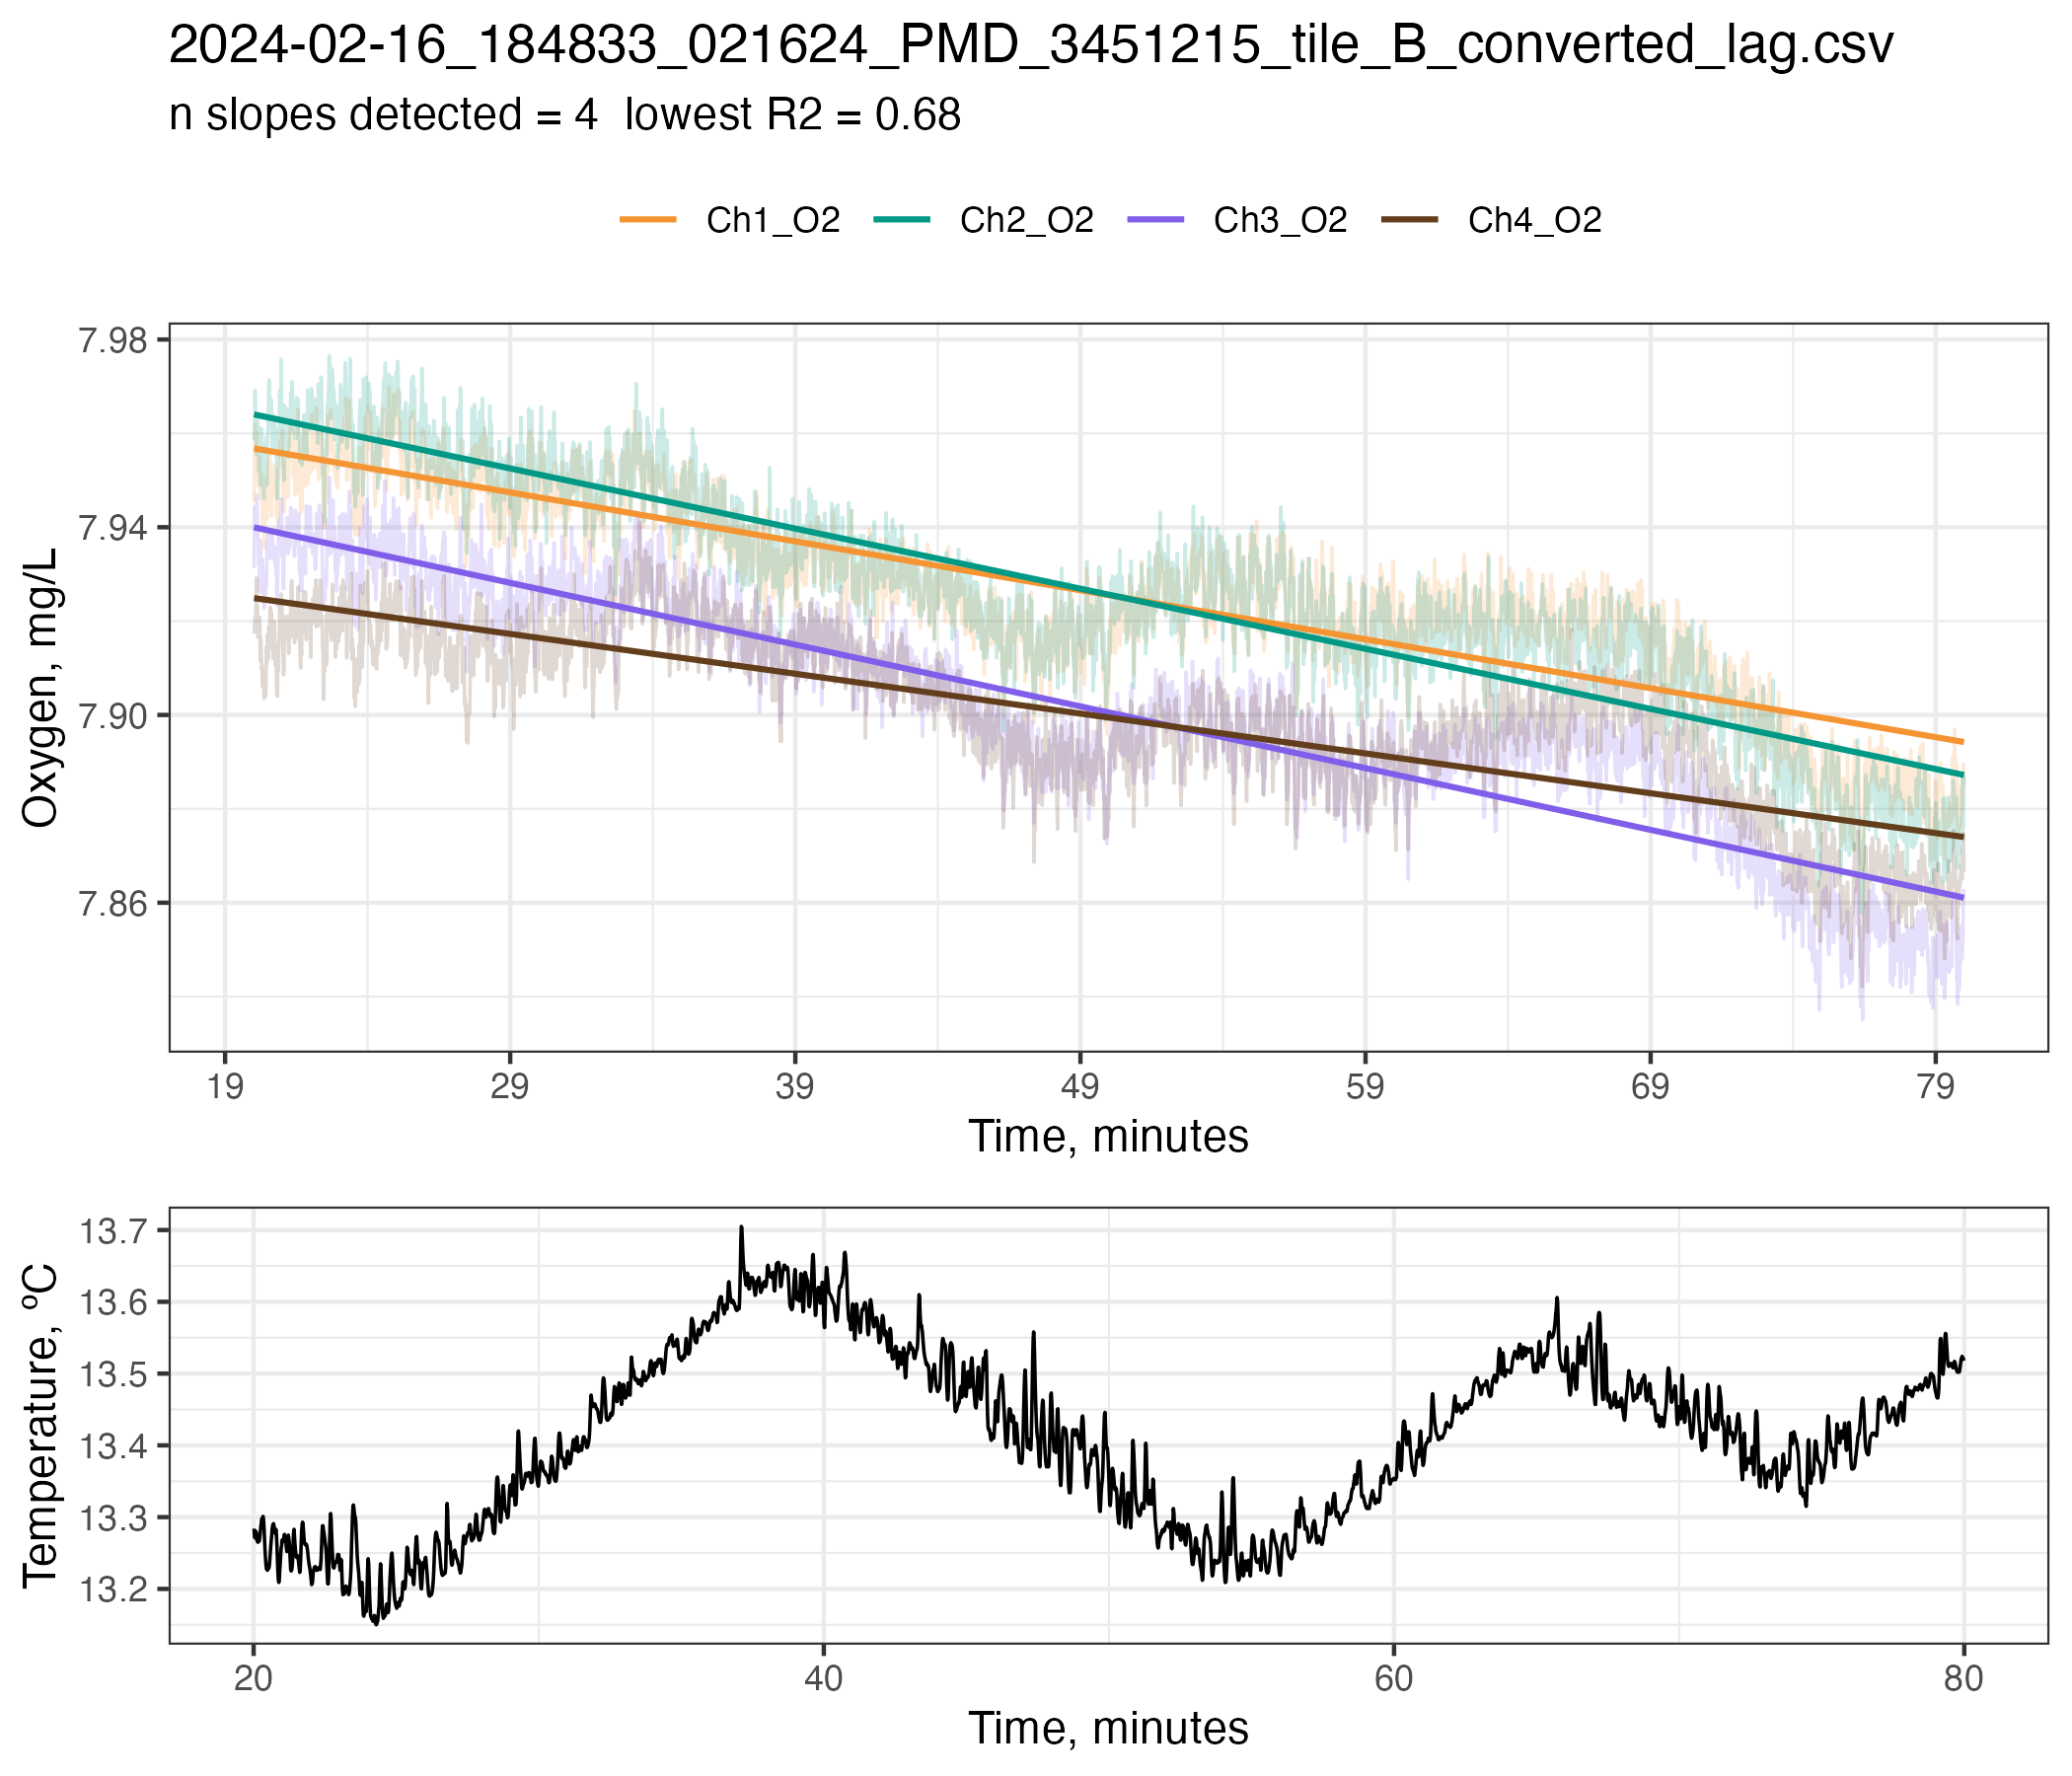 2024-02-16_184833_021624_PMD_3451215_tile_B_converted_lag.csv
n slopes detected = 4  lowest R2 = 0.68
Ch1_O2 Ch2_O2 Ch3_O2 Ch4_O2
Oxygen, mg/L
7.98
7.94
7.90
7.86
19 29 39 49 59 69 79
Time, minutes
Temperature, ºC
13.7
13.6
13.5
13.4
13.3
13.2
20 40 60 80
Time, minutes